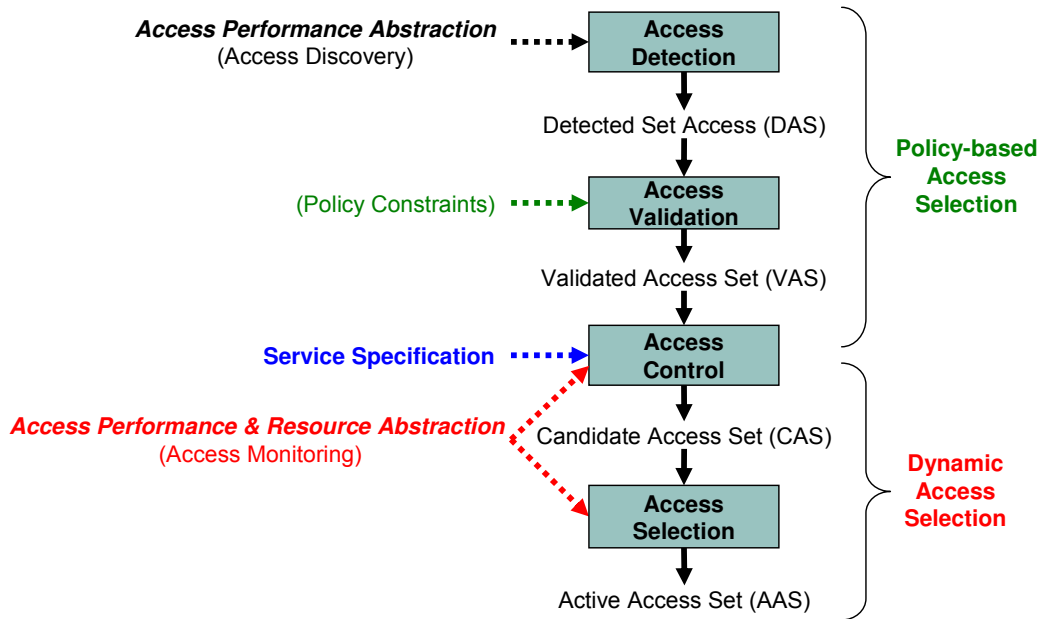 Access Performance Abstraction
(Access Discovery)
Access
Detection
Detected Set Access (DAS)
Policy-based
Access
Selection
(Policy Constraints)
Access
Validation
Validated Access Set (VAS)
Service Specification
Access
Control
Access Performance & Resource Abstraction
(Access Monitoring)
Candidate Access Set (CAS)
Dynamic
Access
Selection
Access
Selection
Active Access Set (AAS)